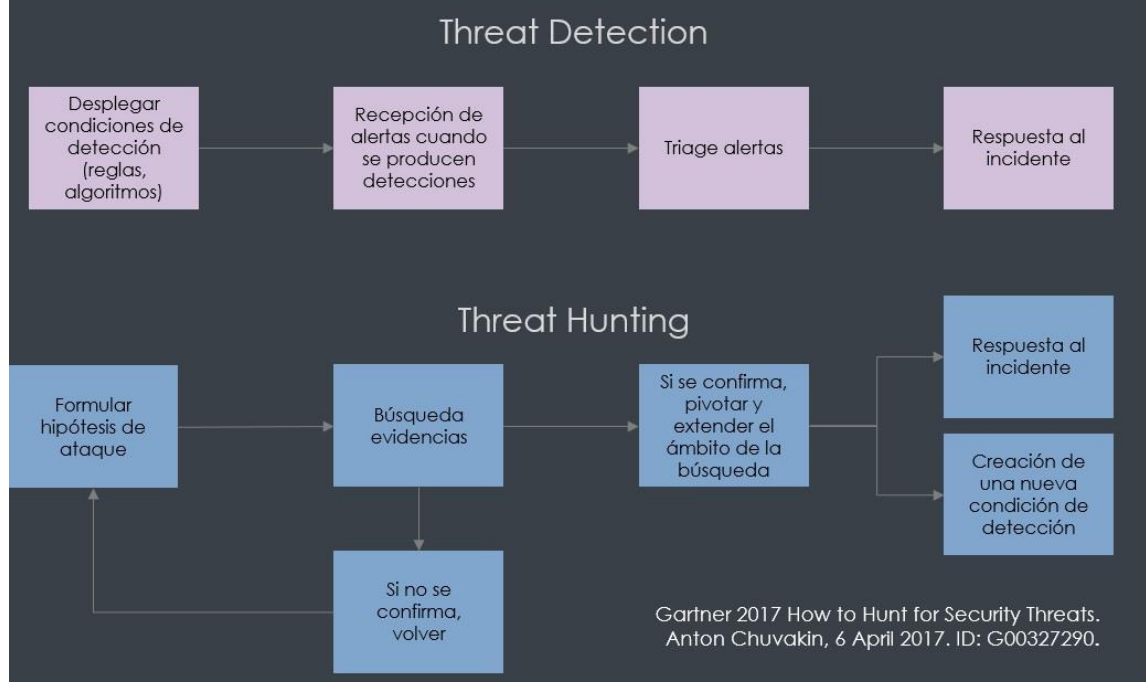 Threat Detection
Desplegar
condiciones de
detección
(reglas,
algoritmos)
Recepción de
alertas cuando
se producen
detecciones
Triage alertas
Respuesta al
incidente
Threat Hunting
Formular
hipótesis de
ataque
Búsqueda
evidencias
Si se confirma,
pivotar y
extender el
ámbito de la
búsqueda
Respuesta al
incidente
Creación de
una nueva
condición de
detección
Si no se
confirma,
volver
Gartner 2017 How to Hunt for Security Threats.
Anton Chuvakin, 6 April 2017. ID: G00327290.